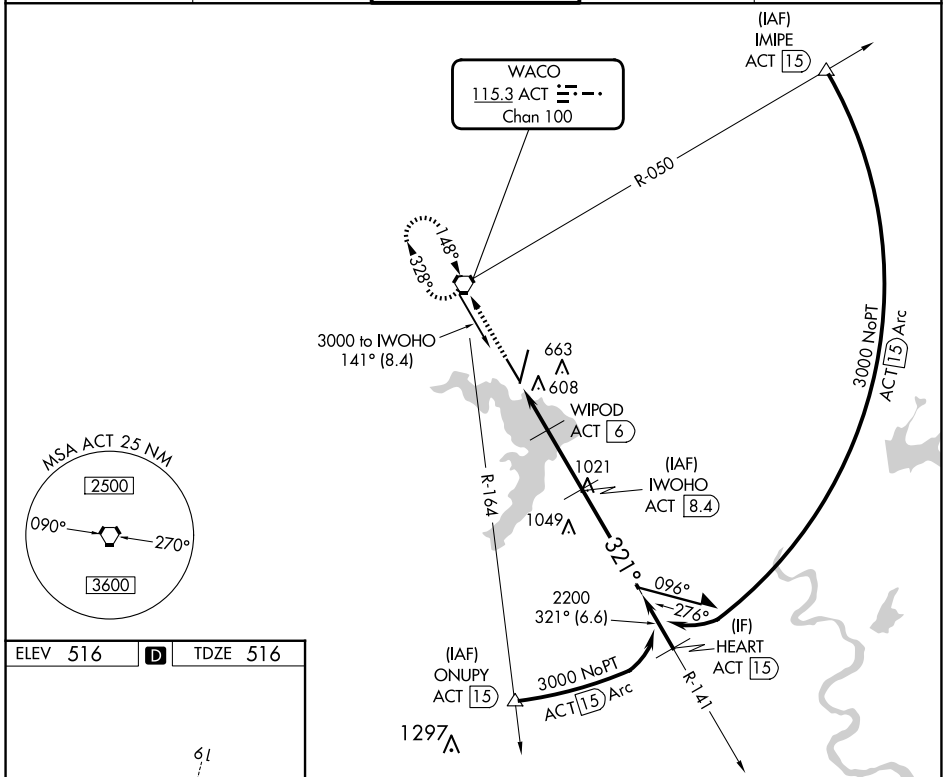 (IAF)
IMIPE
ACT 15
WACO
115.3 ACT
Chan 100
R-050
148°
328°
3000 to IWOHO
141° (8.4)
663
608
3000 NoPT
ACT 15 Arc
WIPOD
ACT 6
R-164
1021
(IAF)
IWOHO
ACT 8.4
1049
MSA ACT 25 NM
2500
090°
270°
3600
321°
096°
276°
2200
321° (6.6)
(IF)
HEART
ACT 15
ELEV 516 D TDZE 516
(IAF)
ONUPY
ACT 15
3000 NoPT
ACT 15 Arc
R-141
1297
19